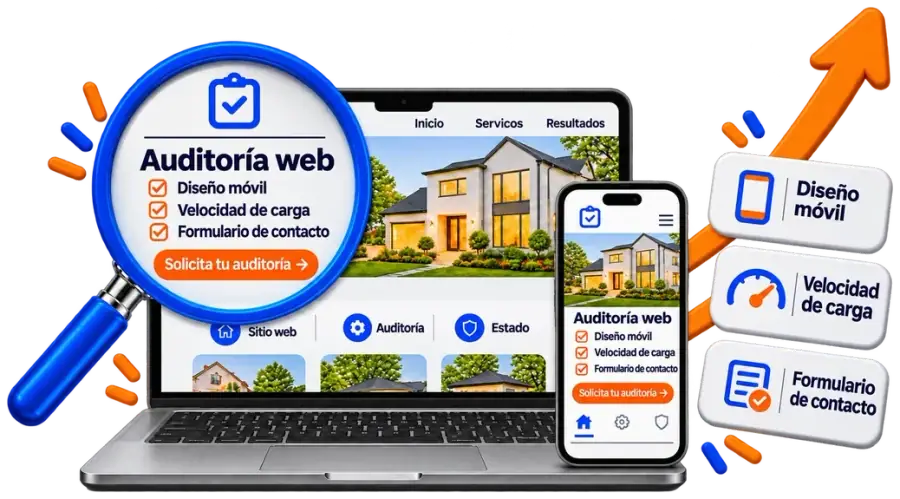 Auditoría web
Diseño móvil
Velocidad de carga
Formulario de contacto
Solicita tu auditoría →
Inicio
Servicos
Resultados
Sitio web
Auditoría
Estado
Auditoría web
Diseño móvil
Velocidad de carga
Formulario de contacto
Solicita tu auditoría →
Diseño
móvil
Velocidad
de carga
Formulario
de contacto